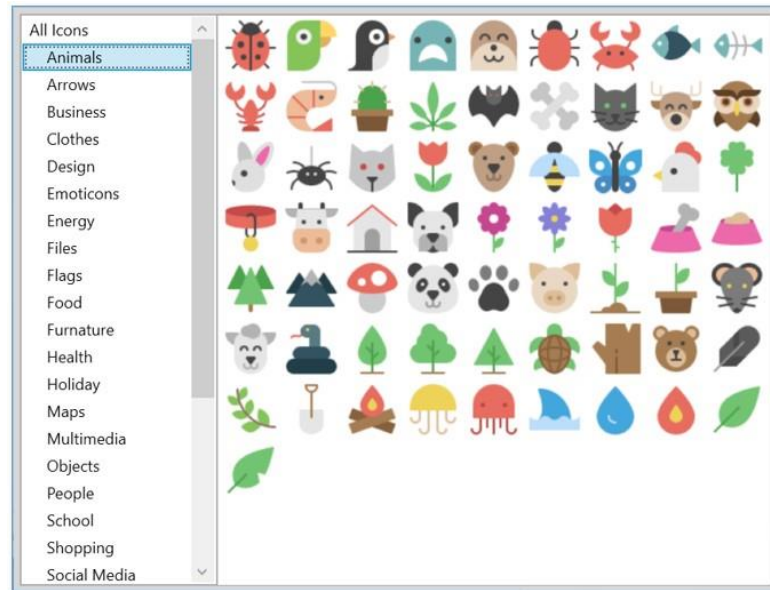 All Icons
Animals
Arrows
Business
Clothes
Design
Emoticons
Energy
Files
Flags
Food
Furnature
Health
Holiday
Maps
Multimedia
Objects
People
School
Shopping
Social Media